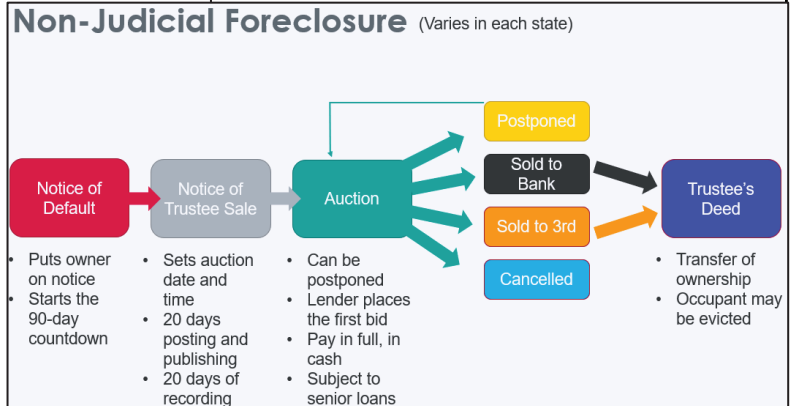 Non-Judicial Foreclosure (Varies in each state)
Postponed
Sold to
Bank
Sold to 3rd
Cancelled
Notice of
Default
Notice of
Trustee Sale
Auction
Trustee's
Deed
• Puts owner
on notice
• Starts the
90-day
countdown
• Sets auction
date and
time
• 20 days
posting and
publishing
• 20 days of
recording
• Can be
postponed
• Lender places
the first bid
• Pay in full, in
cash
• Subject to
senior loans
• Transfer of
ownership
• Occupant may
be evicted